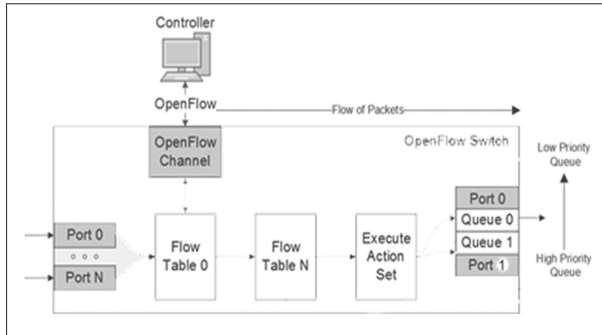 Controller
OpenFlow
Flow of Packets
OpenFlow
Channel
OpenFlow Switch
Low Priority
Queue
Port 0
Port N
Flow
Table 0
Flow
Table N
Execute
Action
Set
Port 0
Queue 0
Queue 1
Port 1
High Priority
Queue